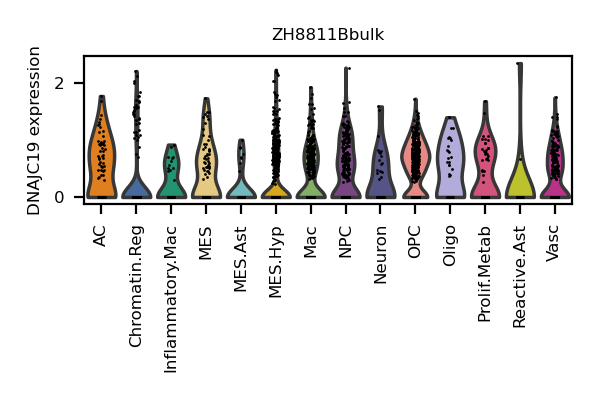 ZH8811Bbulk
DNAJC19 expression
2
0
AC
Chromatin.Reg
Inflammatory.Mac
MES
MES.Ast
MES.Hyp
Mac
NPC
Neuron
OPC
Oligo
Prolif.Metab
Reactive.Ast
Vasc